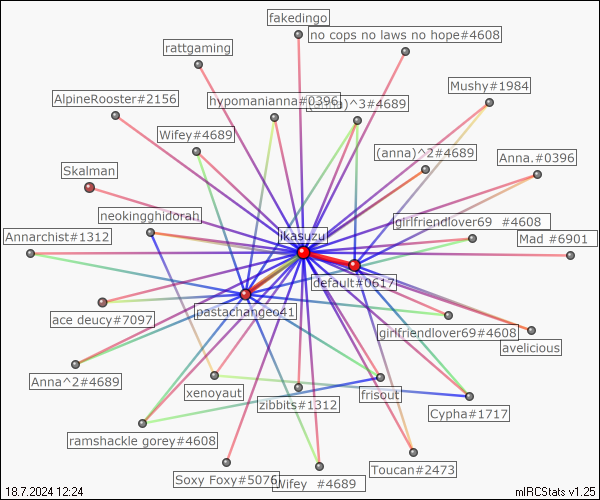 fakedingo
no cops no laws no hope#4608
rattgaming
Mushy#1984
AlpineRooster#2156
hypomanianna#0396
)^3#4689
Wifey#4689
(anna)^2#4689
Anna.#0396
Skalman
neokingghidorah
girlfriendlover69 #4608
Annarchist#1312
ikasuzu
Mad #6901
default#0617
pastachangeo41
ace deucy#7097
girlfriendlover69#4608
avelicious
Anna^2#4689
xenoyaut
frisout
zibbits#1312
Cypha#1717
ramshackle gorey#4608
Toucan#2473
Soxy Foxy#5076
Wifey #4689
18.7.2024 12:24
mIRCStats v1.25